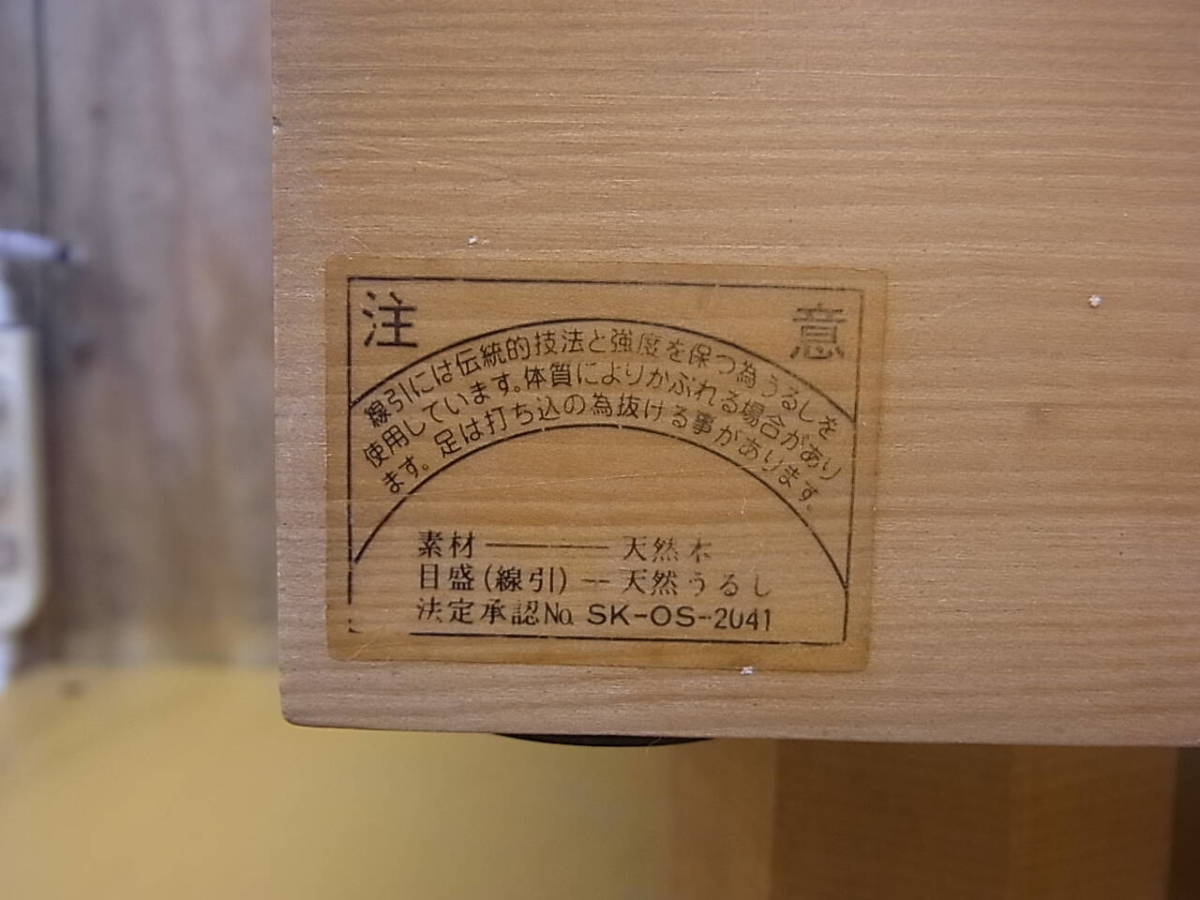 注意
線引には伝統的技法と強度を保つ為うるしを
使用しています。体質によりかぶれる場合があり
ます。足は打ち込の為抜ける事があります。
素材――天然木
目盛(線引)--天然うるし
法定承認No. SK-OS-2041